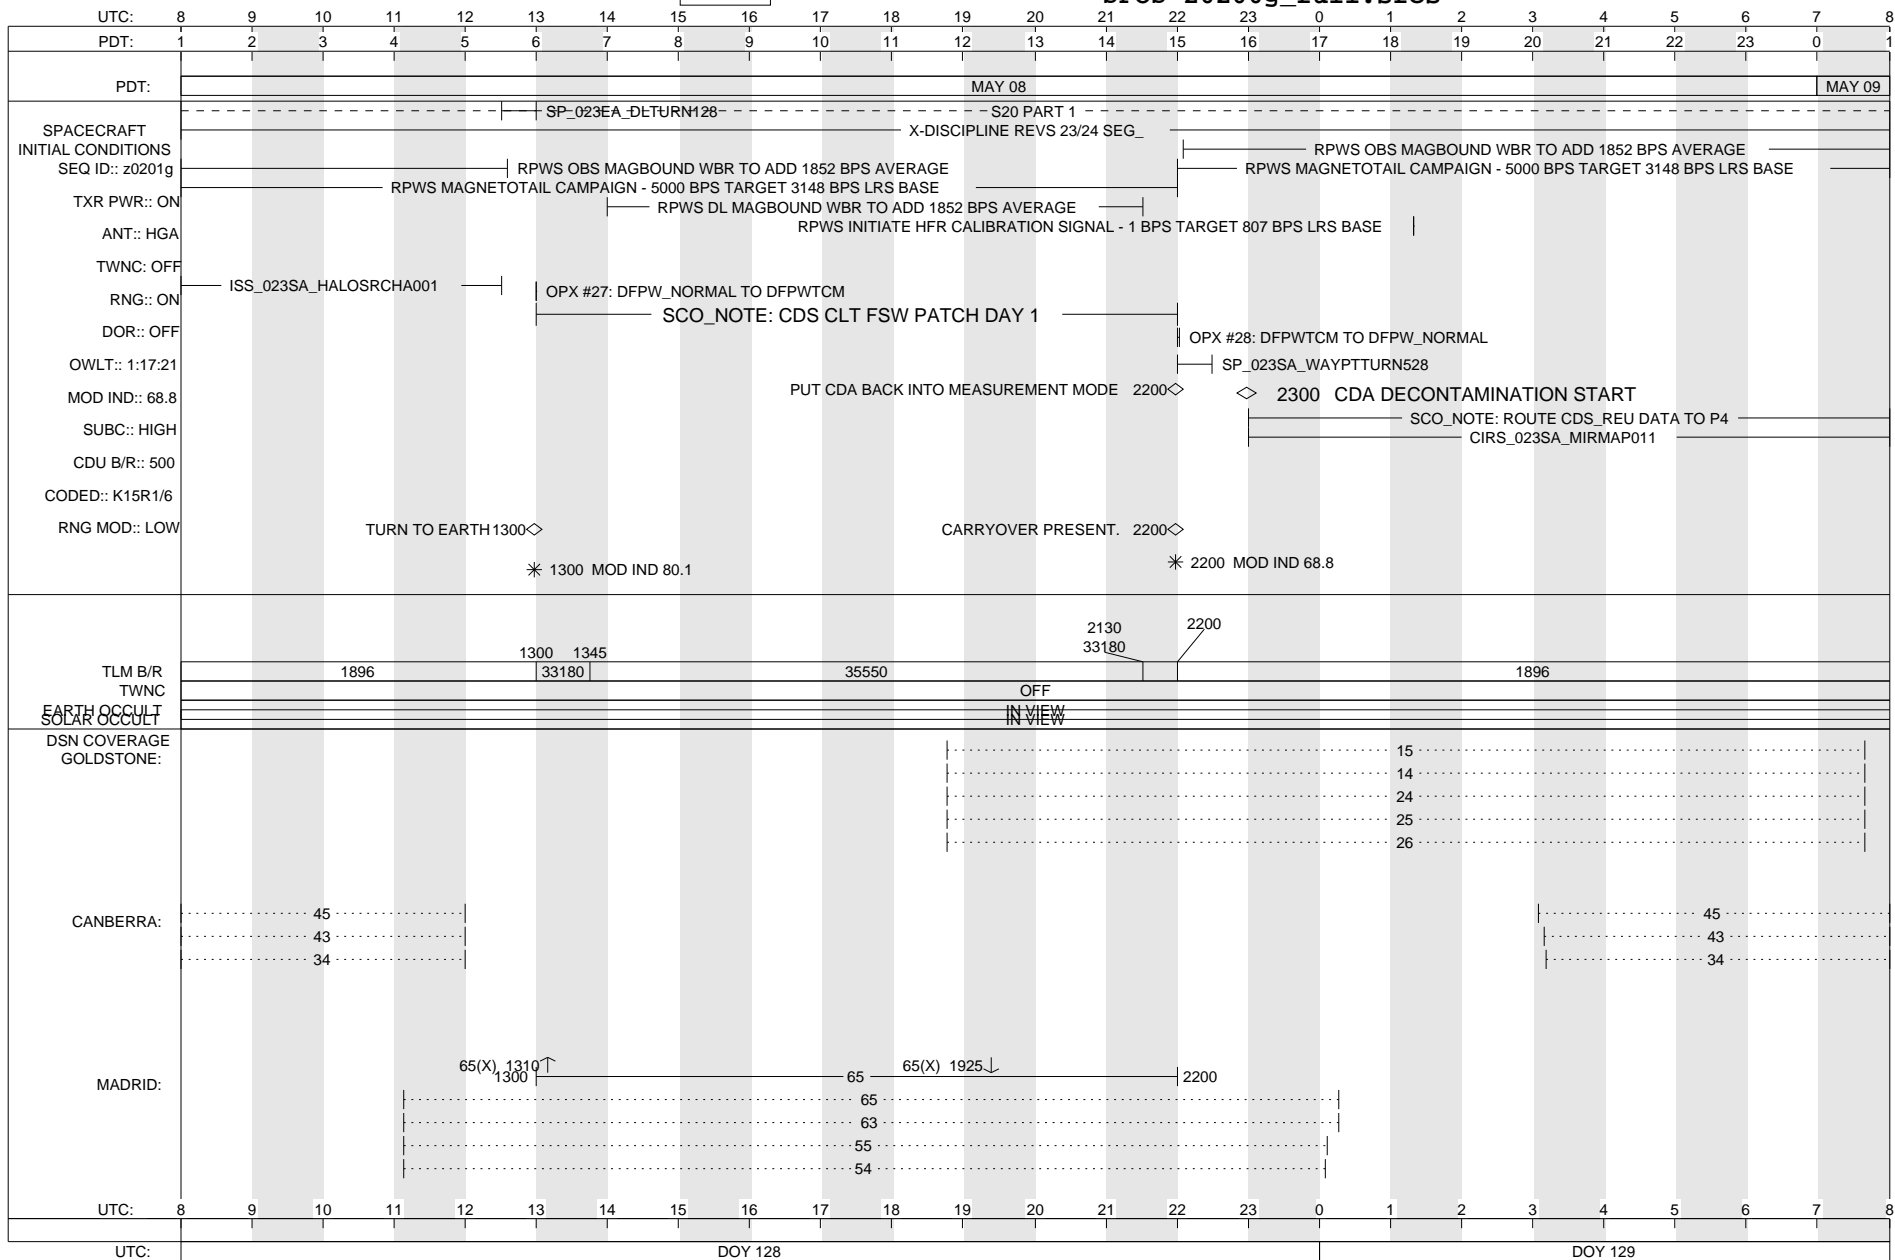 UTC: 8 9 10 11 12 13 14 15 16 17 18 19 20 21 22 23 0 1 2 3 4 5 6 7 8
PDT: 1 2 3 4 5 6 7 8 9 10 11 12 13 14 15 16 17 18 19 20 21 22 23 0 1
PDT: MAY 08 MAY 09
SP_023EA_DLTURN128 S20 PART 1
SPACECRAFT X-DISCIPLINE REVS 23/24 SEG_
INITIAL CONDITIONS RPWS OBS MAGBOUND WBR TO ADD 1852 BPS AVERAGE
SEQ ID:: z0201g RPWS OBS MAGBOUND WBR TO ADD 1852 BPS AVERAGE RPWS MAGNETOTAIL CAMPAIGN - 5000 BPS TARGET 3148 BPS LRS BASE
RPWS MAGNETOTAIL CAMPAIGN - 5000 BPS TARGET 3148 BPS LRS BASE
TXR PWR:: ON RPWS DL MAGBOUND WBR TO ADD 1852 BPS AVERAGE
ANT:: HGA RPWS INITIATE HFR CALIBRATION SIGNAL - 1 BPS TARGET 807 BPS LRS BASE
TWNC: OFF
ISS_023SA_HALOSRCHA001
RNG:: ON OPX #27: DFPW_NORMAL TO DFPWTCM
SCO_NOTE: CDS CLT FSW PATCH DAY 1
DOR:: OFF OPX #28: DFPWTCM TO DFPW_NORMAL
OWLT:: 1:17:21 SP_023SA_WAYPTTURN528
MOD IND:: 68.8 PUT CDA BACK INTO MEASUREMENT MODE 2200 2300 CDA DECONTAMINATION START
SCO_NOTE: ROUTE CDS_REU DATA TO P4
SUBC:: HIGH CIRS_023SA_MIRMAP011
CDU B/R:: 500
CODED:: K15R1/6
RNG MOD:: LOW TURN TO EARTH 1300 CARRYOVER PRESENT. 2200
1300 MOD IND 80.1 2200 MOD IND 68.8
2130 2200
1300 1345 33180
TLM B/R 1896 33180 35550 1896
TWNC OFF
EARTH OCCULT IN VIEW
SOLAR OCCULT IN VIEW
DSN COVERAGE
GOLDSTONE: 15
14
24
25
26
CANBERRA: 45 45
43 43
34 34
65(X) 1310 65(X) 1925
MADRID: 1300 65 2200
65
63
55
54
UTC: 8 9 10 11 12 13 14 15 16 17 18 19 20 21 22 23 0 1 2 3 4 5 6 7 8
UTC: DOY 128 DOY 129